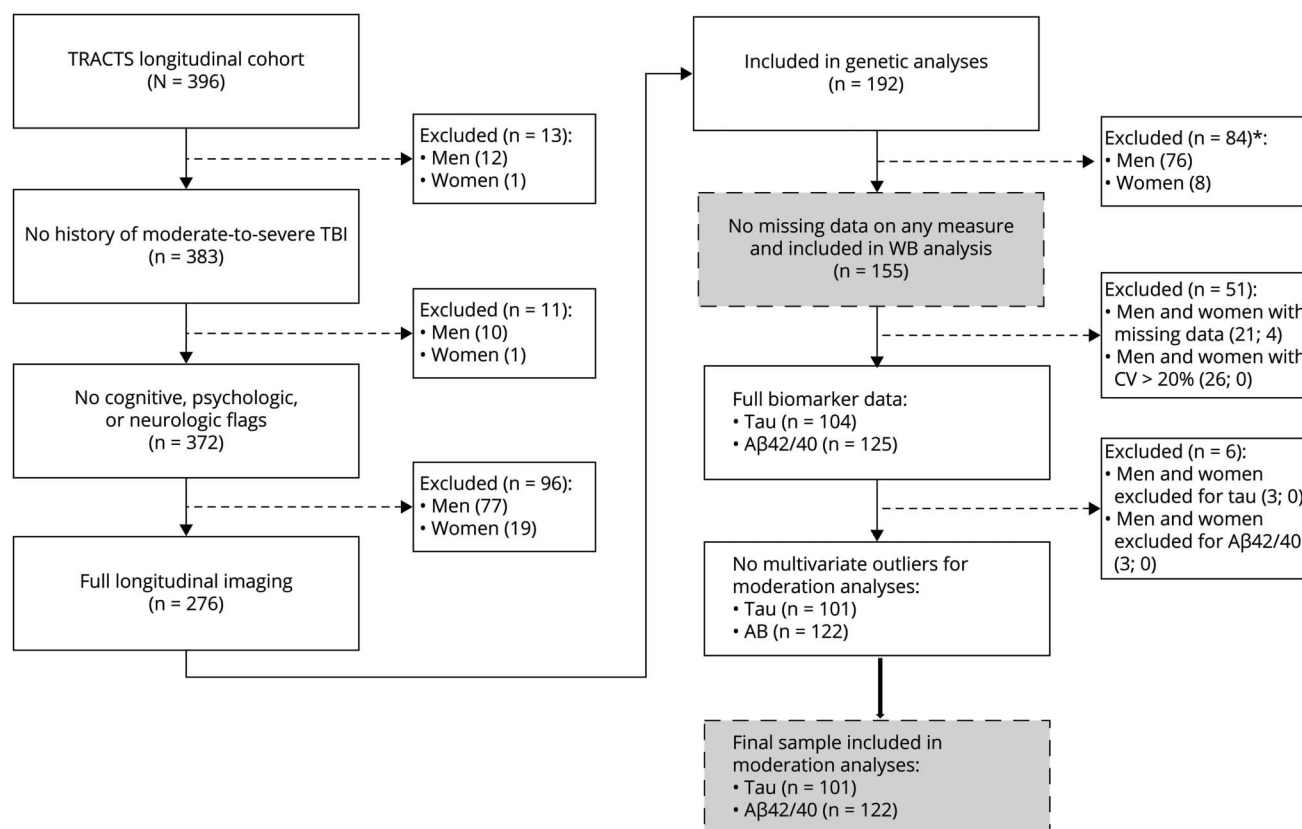 TRACTS longitudinal cohort
(N = 396)
Excluded (n = 13):
• Men (12)
• Women (1)
No history of moderate-to-severe TBI
(n = 383)
Excluded (n = 11):
• Men (10)
• Women (1)
No cognitive, psychologic,
or neurologic flags
(n = 372)
Excluded (n = 96):
• Men (77)
• Women (19)
Full longitudinal imaging
(n = 276)
Included in genetic analyses
(n = 192)
Excluded (n = 84)*:
• Men (76)
• Women (8)
No missing data on any measure
and included in WB analysis
(n = 155)
Excluded (n = 51):
• Men and women with
missing data (21; 4)
• Men and women with
CV > 20% (26; 0)
Full biomarker data:
• Tau (n = 104)
• Aβ42/40 (n = 125)
Excluded (n = 6):
• Men and women
excluded for tau (3; 0)
• Men and women
excluded for Aβ42/40
(3; 0)
No multivariate outliers for
moderation analyses:
• Tau (n = 101)
• AB (n = 122)
Final sample included in
moderation analyses:
• Tau (n = 101)
• Aβ42/40 (n = 122)